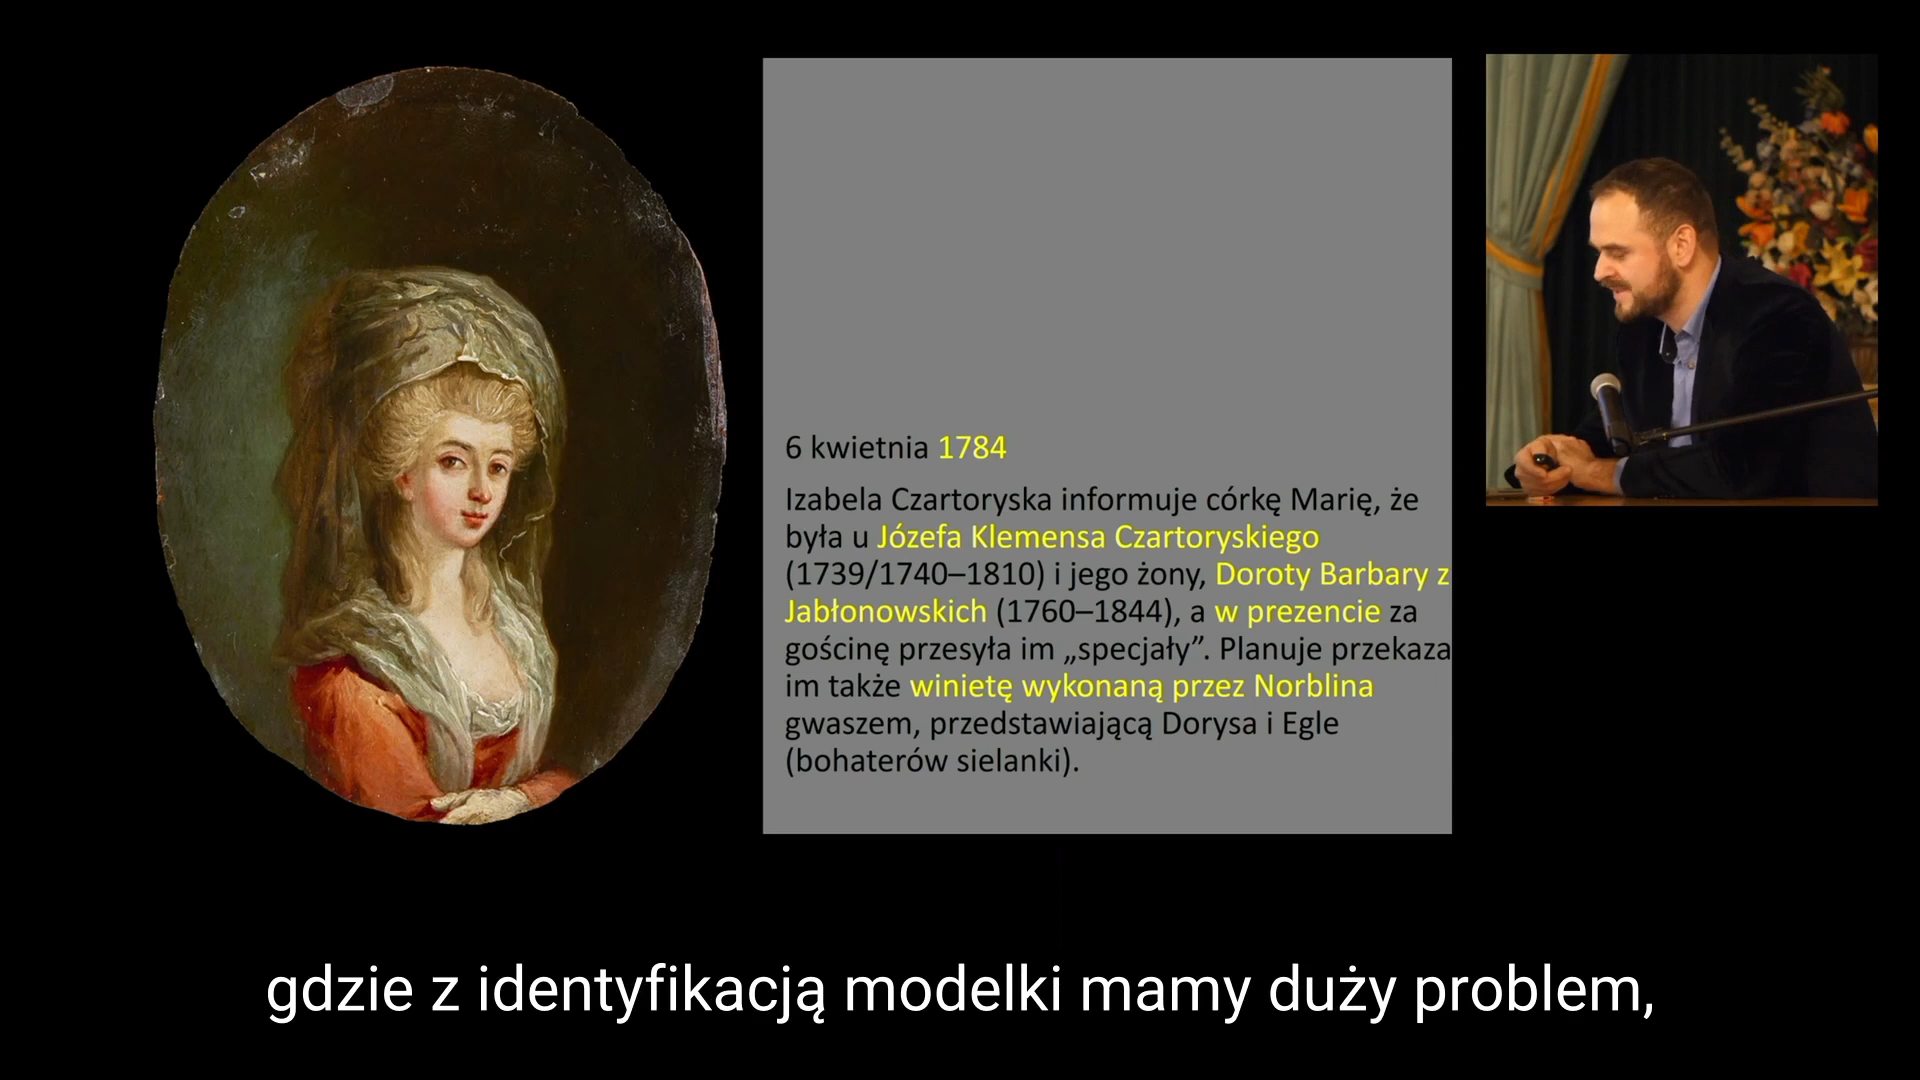 6 kwietnia 1784
Izabela Czartoryska informuje córkę Marię, że
była u Józefa Klemensa Czartoryskiego
(1739/1740–1810) i jego żony, Doroty Barbary z
Jabłonowskich (1760–1844), a w prezencie za
gościnę przesyła im „specjały”. Planuje przekaza
im także winietę wykonaną przez Norblina
gwaszem, przedstawiającą Dorysa i Egle
(bohaterów sielanki).
gdzie z identyfikacją modelki mamy duży problem,